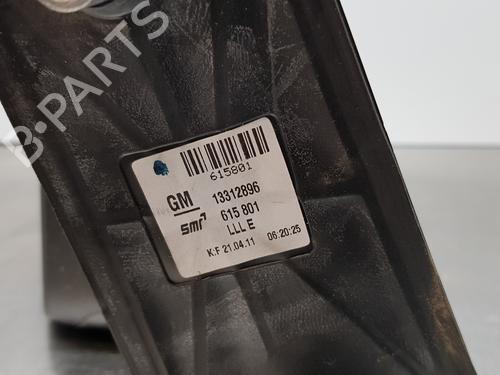 B-PARTS
615801
GM 13312896
smr 615 801
LLL E
K:F 21.04.11 06:20:25